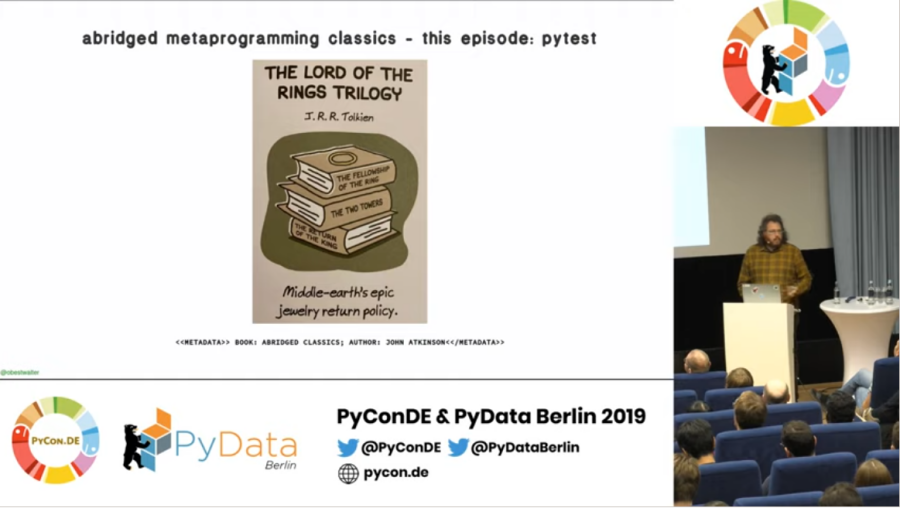 abridged metaprogramming classics - this episode: pytest
THE LORD OF THE
RINGS TRILOGY
J. R. R. Tolkien
THE FELLOWSHIP
OF THE RING
THE TWO TOWERS
THE RETURN
OF THE KING
Middle-earth's epic
jewelry return policy.
<<METADATA>> BOOK: ABRIDGED CLASSICS; AUTHOR: JOHN ATKINSON<</METADATA>>
@obestwalter
PyCon.DE
PyData
Berlin
PyConDE & PyData Berlin 2019
@PyConDE @PyDataBerlin
pycon.de